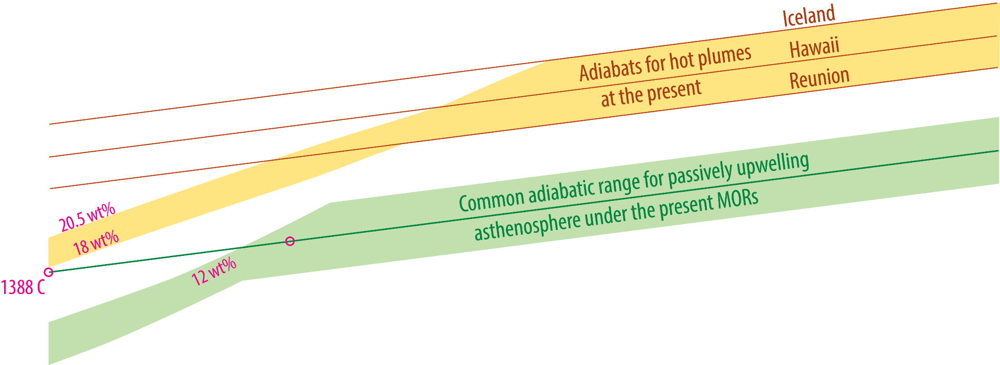 Iceland
Hawaii
Adiabats for hot plumes
Reunion
at the present
Common adiabatic range for passively upwelling
asthenosphere under the present MORs
20.5 wt%
18 wt%
12 wt%
1388 C